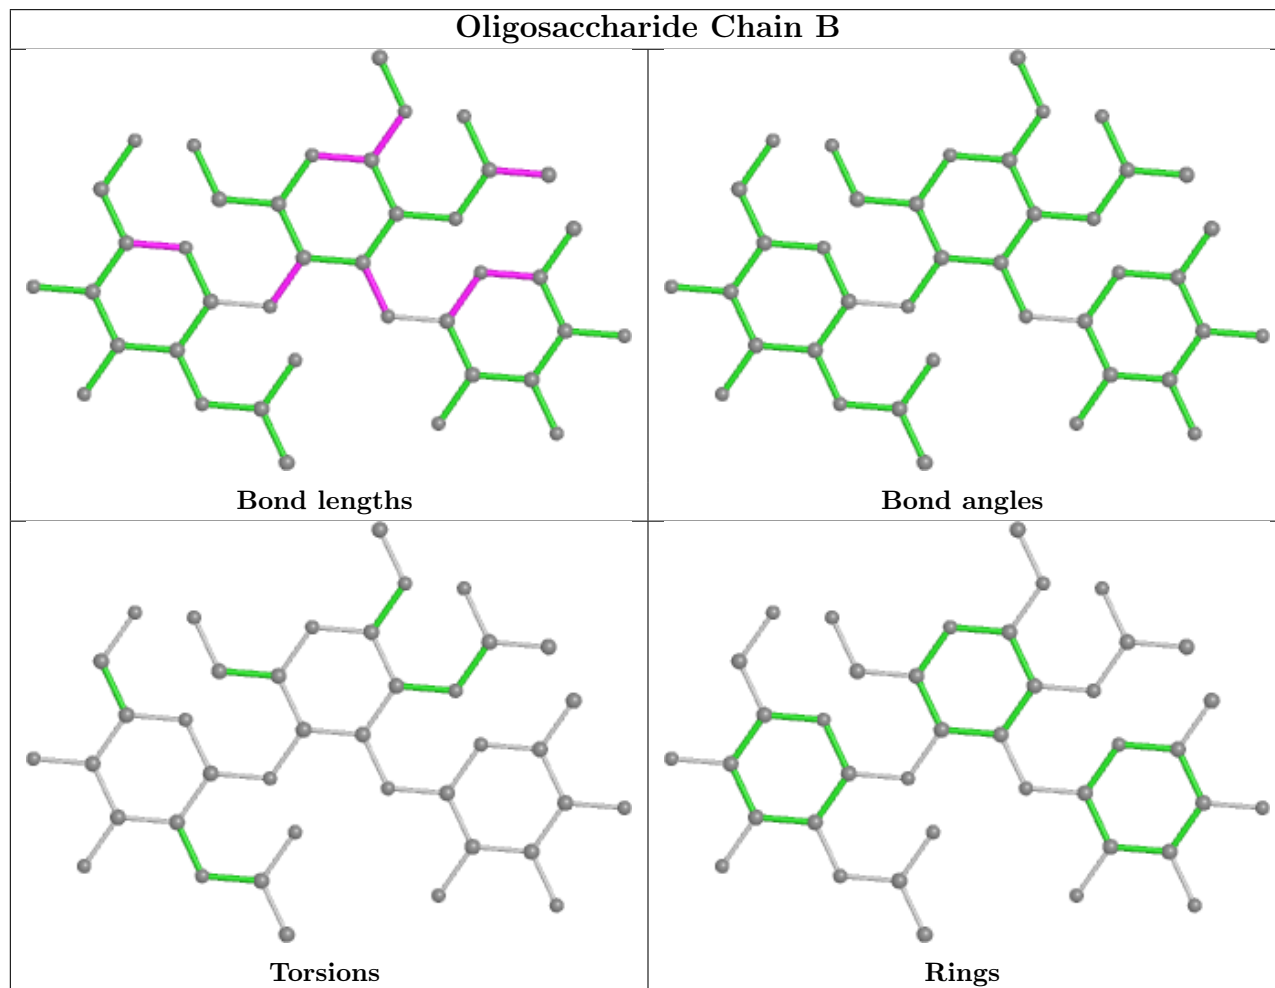 Oligosaccharide Chain B
Bond lengths
Bond angles
Torsions
Rings